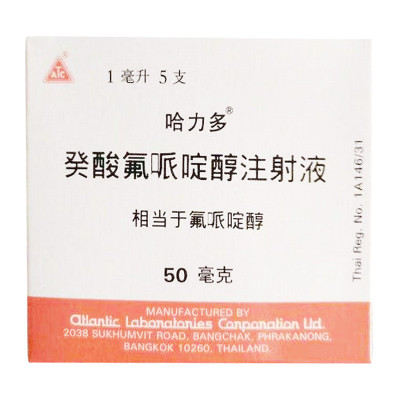 ATC
1 毫升 5 支
哈力多®
癸酸氟哌啶醇注射液
相当于氟哌啶醇
50 毫克
Thai Reg. No. 1A146/31
MANUFACTURED BY
Atlantic Laboratories Corporation Ltd.
2038 SUKHUMVIT ROAD, BANGCHAK, PHRAKANONG,
BANGKOK 10260, THAILAND.